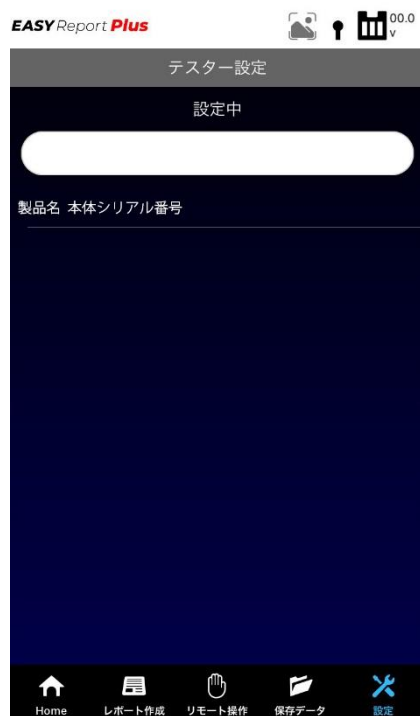 EASY Report Plus
00.0
v
テスター設定
設定中
製品名 本体シリアル番号
Home レポート作成 リモート操作 保存データ 設定